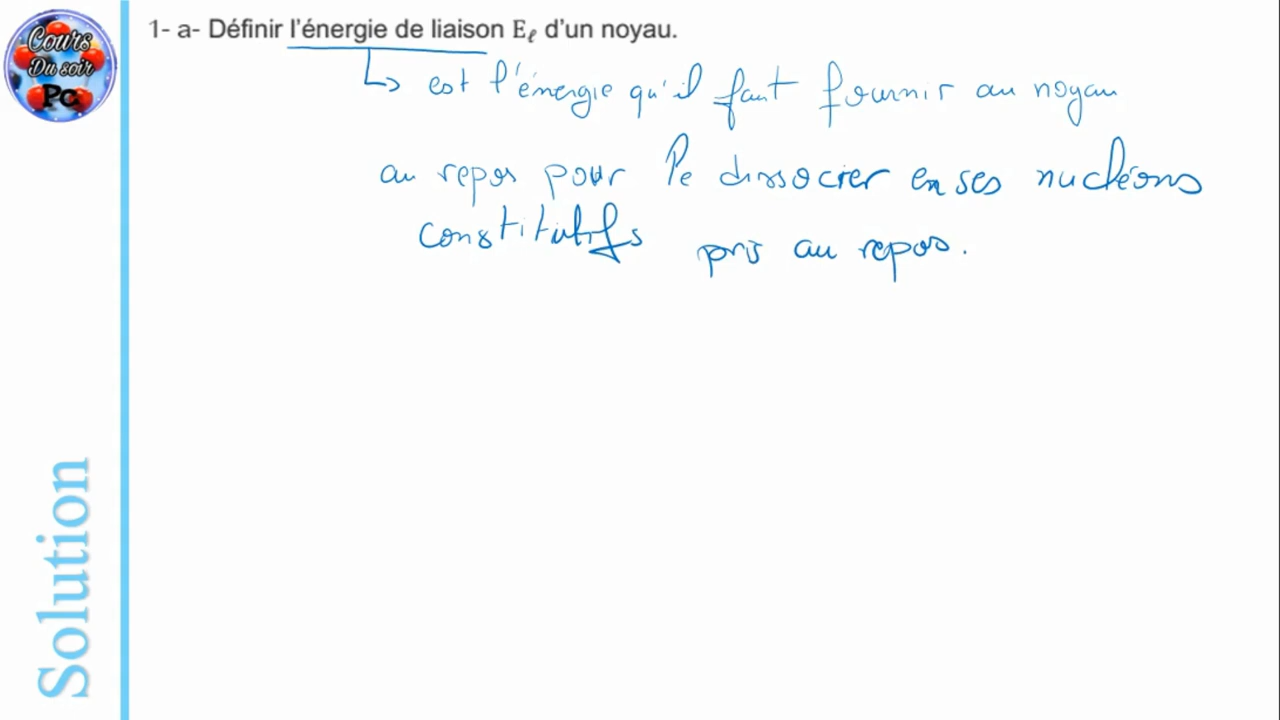 Cours
Du soir
PC
1- a- Définir l'énergie de liaison Eℓ d'un noyau.
↳ est l'énergie qu'il faut fournir au noyau
au repos pour le dissocier en ses nucléons
constitutifs pris au repos.
Solution